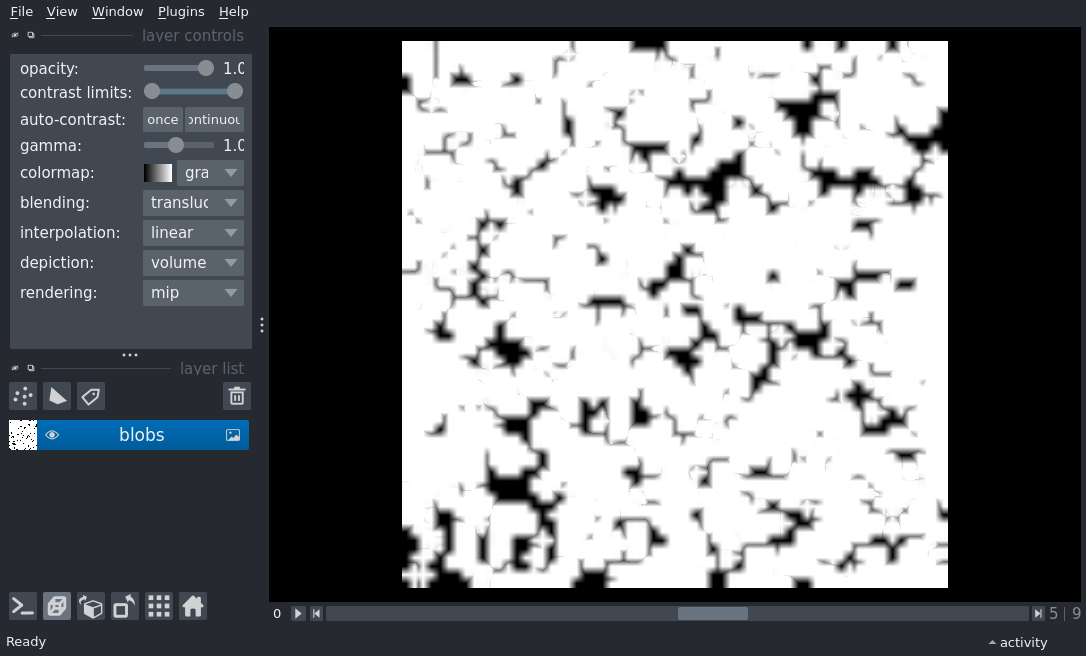 File View Window Plugins Help
layer controls
opacity: 1.0
contrast limits:
auto-contrast: once ontinuou
gamma: 1.0
colormap: gra
blending: transluc
interpolation: linear
depiction: volume
rendering: mip
layer list
blobs
0 5 | 9
Ready activity